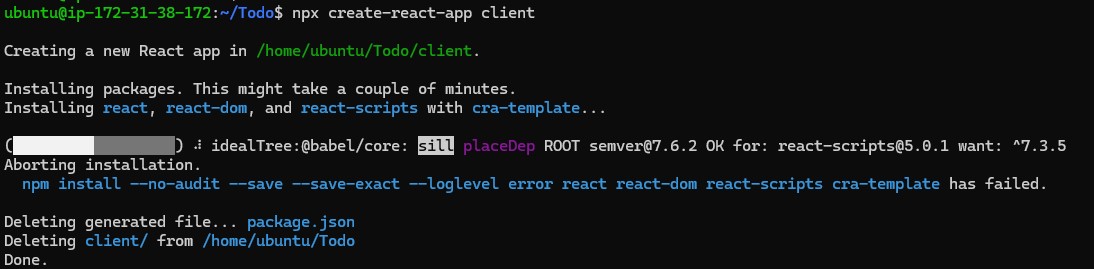 ubuntu@ip-172-31-38-172:~/Todo$ npx create-react-app client
Creating a new React app in /home/ubuntu/Todo/client.
Installing packages. This might take a couple of minutes.
Installing react, react-dom, and react-scripts with cra-template...
() ⠼ idealTree:@babel/core: sill placeDep ROOT semver@7.6.2 OK for: react-scripts@5.0.1 want: ^7.3.5
Aborting installation.
npm install --no-audit --save --save-exact --loglevel error react react-dom react-scripts cra-template has failed.
Deleting generated file... package.json
Deleting client/ from /home/ubuntu/Todo
Done.